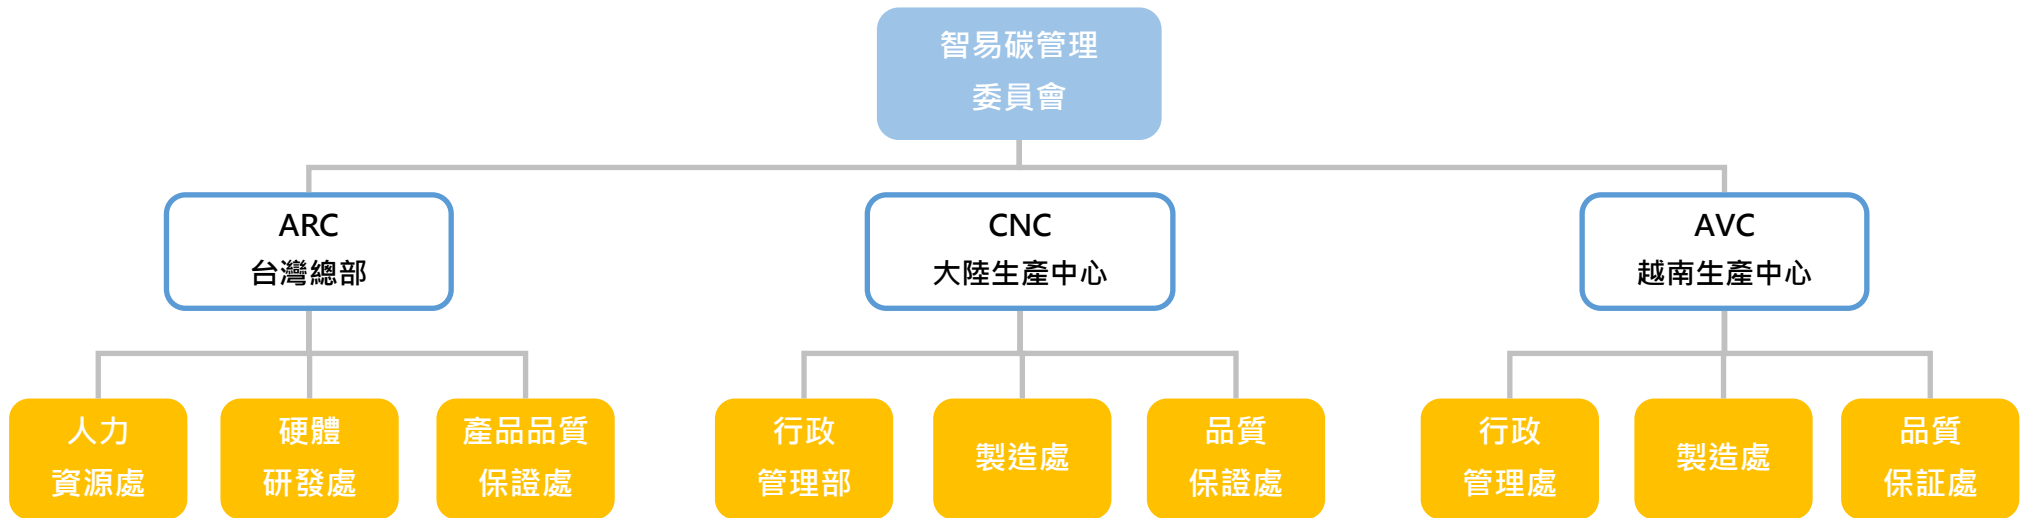 智易碳管理
委員會
ARC
台灣總部
CNC
大陸生產中心
AVC
越南生產中心
人力
資源處
硬體
研發處
產品品質
保證處
行政
管理部
製造處
品質
保證處
行政
管理處
製造處
品質
保証處